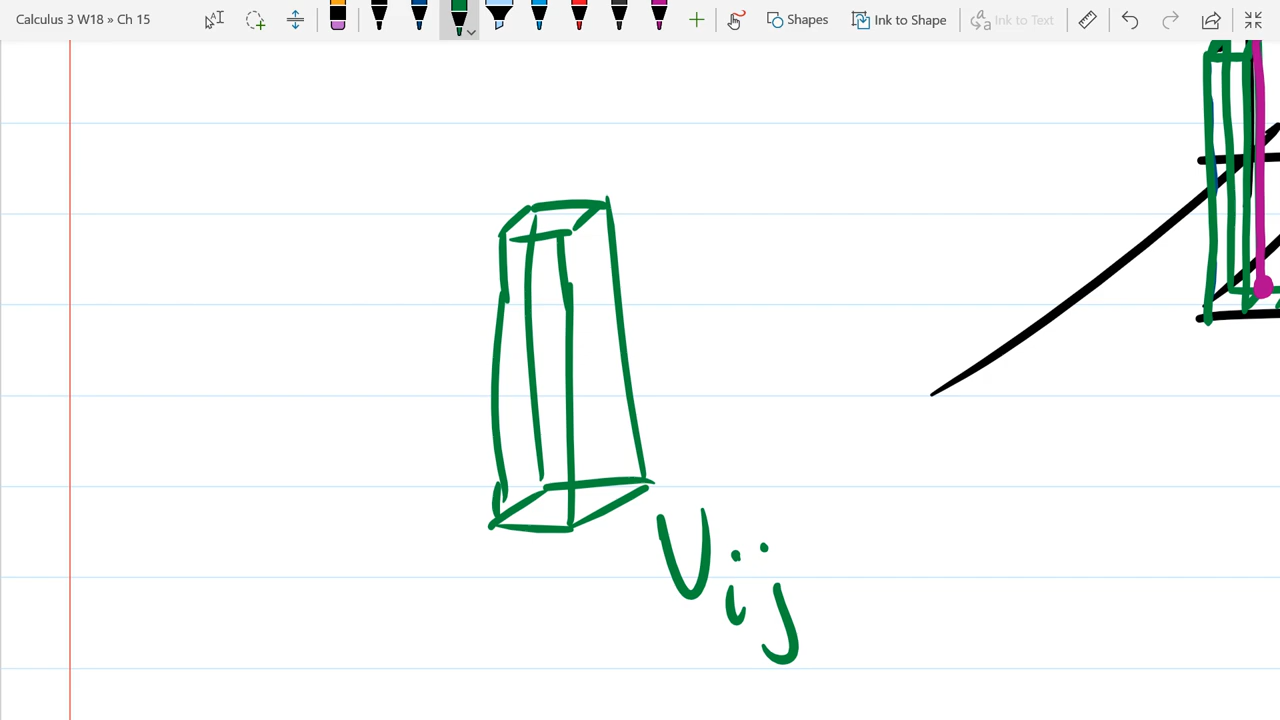 Calculus 3 W18 » Ch 15
Shapes
Ink to Shape
Ink to Text
Vij